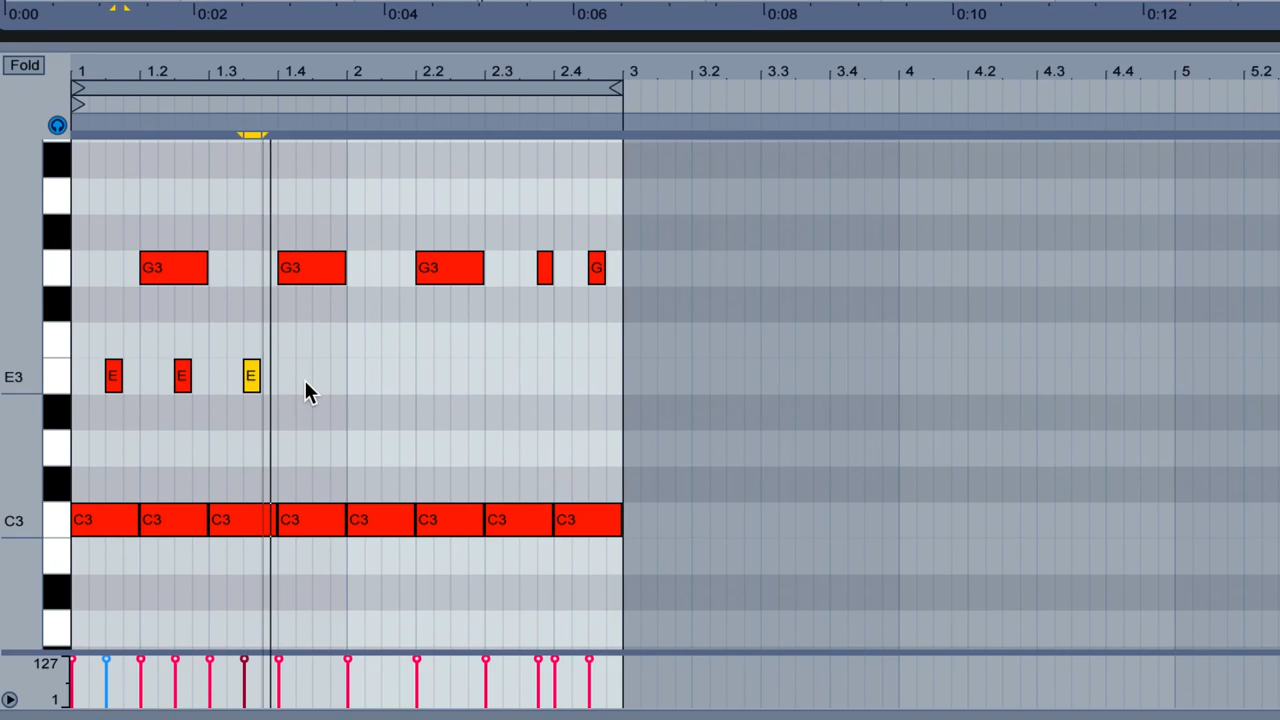 0:00 0:02 0:04 0:06 0:08 0:10 0:12
Fold
1 1.2 1.3 1.4 2 2.2 2.3 2.4 3 3.2 3.3 3.4 4 4.2 4.3 4.4 5 5.2
G3 G3 G3 G
E3 E E E
C3 C3 C3 C3 C3 C3 C3 C3 C3
127
1